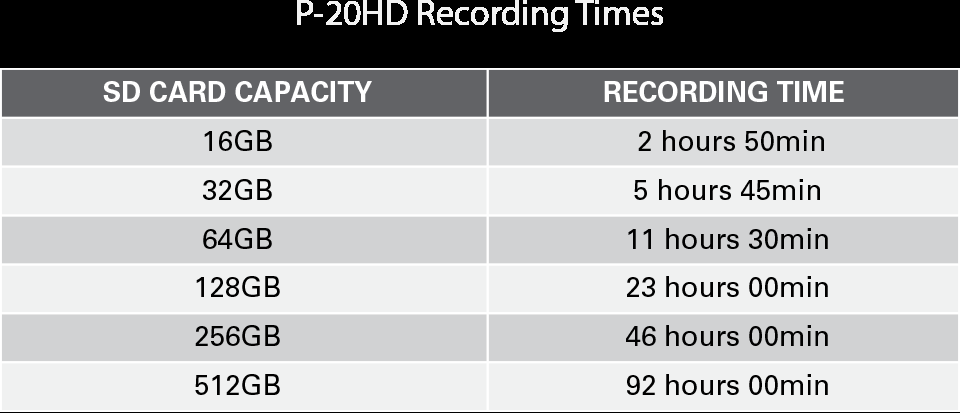 P-20HD Recording Times
SD CARD CAPACITY RECORDING TIME
16GB 2 hours 50min
32GB 5 hours 45min
64GB 11 hours 30min
128GB 23 hours 00min
256GB 46 hours 00min
512GB 92 hours 00min